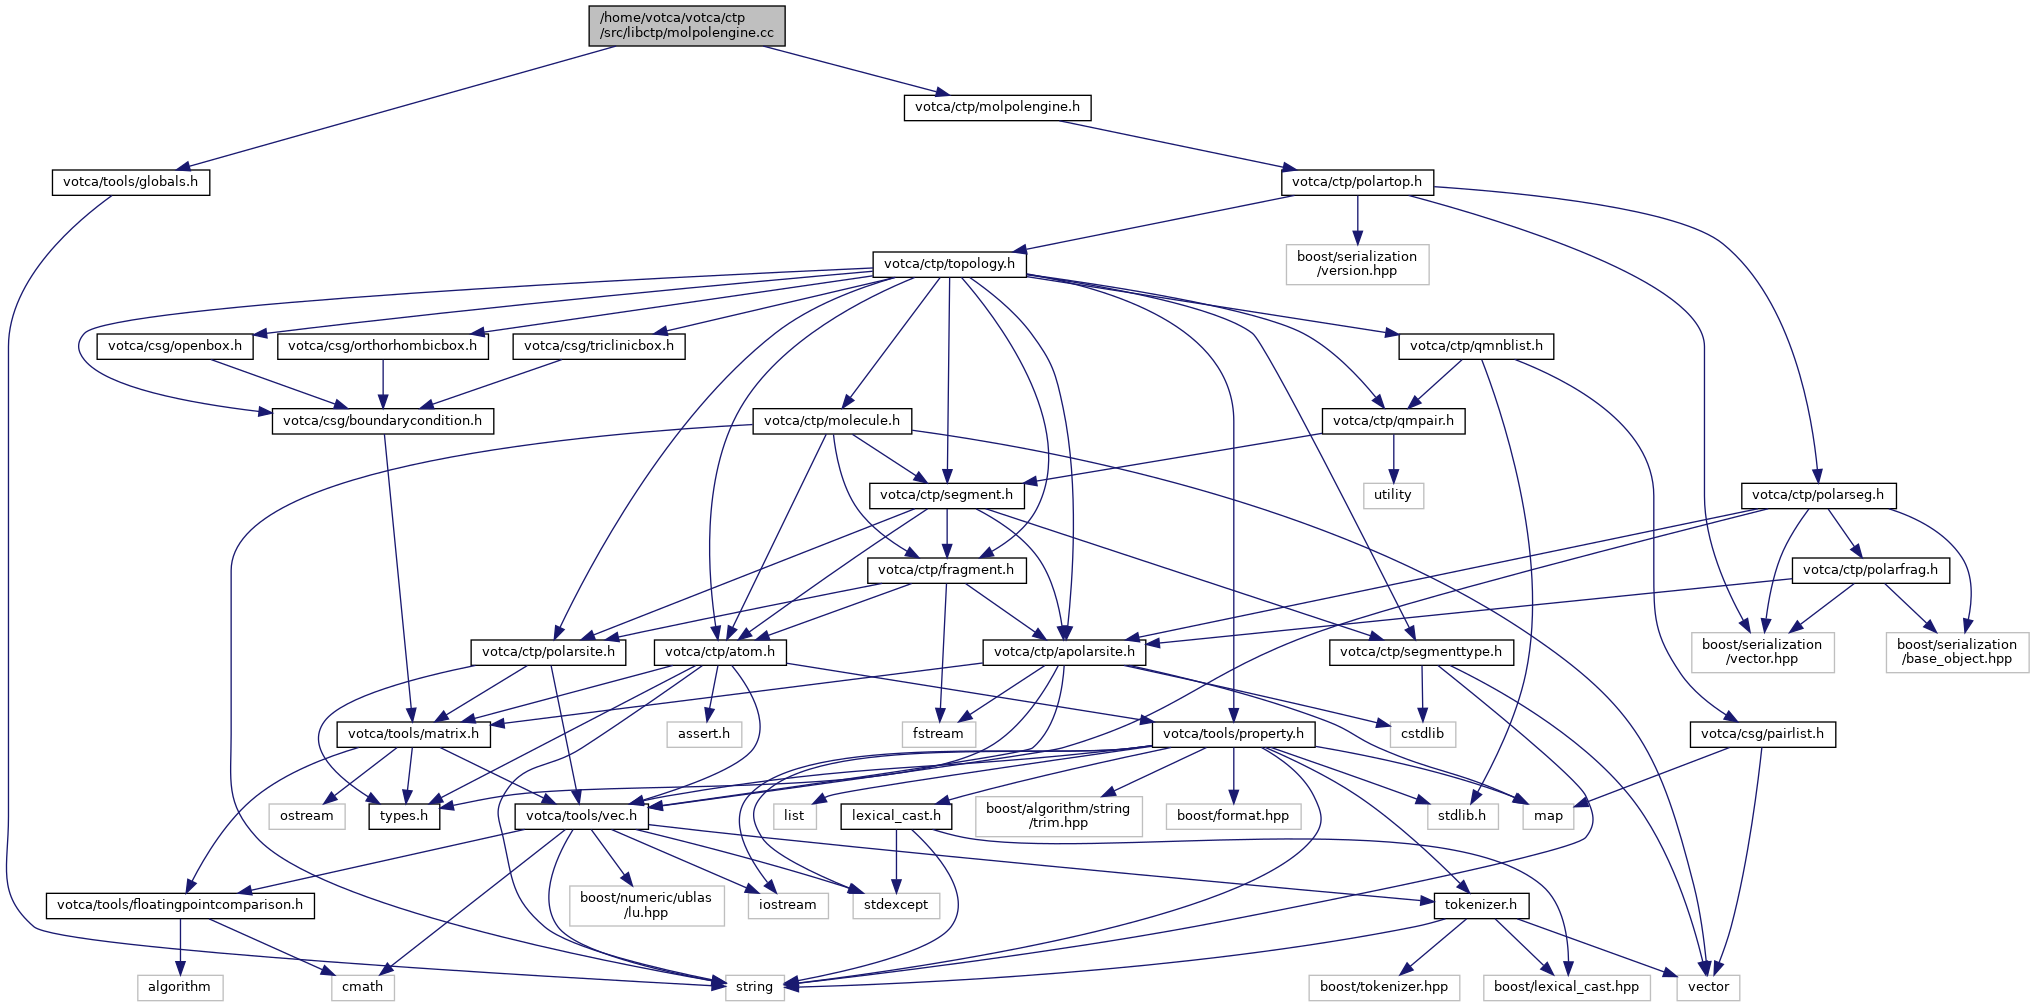 /home/votca/votca/ctp
/src/libctp/molpolengine.cc
votca/ctp/molpolengine.h
votca/tools/globals.h
votca/ctp/polartop.h
votca/ctp/topology.h
boost/serialization
/version.hpp
votca/csg/openbox.h
votca/csg/orthorhombicbox.h
votca/csg/triclinicbox.h
votca/ctp/qmnblist.h
votca/csg/boundarycondition.h
votca/ctp/molecule.h
votca/ctp/qmpair.h
votca/ctp/segment.h
utility
votca/ctp/polarseg.h
votca/ctp/fragment.h
votca/ctp/polarfrag.h
votca/ctp/polarsite.h
votca/ctp/atom.h
votca/ctp/apolarsite.h
votca/ctp/segmenttype.h
boost/serialization
/vector.hpp
boost/serialization
/base_object.hpp
votca/tools/matrix.h
assert.h
fstream
votca/tools/property.h
cstdlib
votca/csg/pairlist.h
ostream
types.h
votca/tools/vec.h
list
lexical_cast.h
boost/algorithm/string
/trim.hpp
boost/format.hpp
stdlib.h
map
votca/tools/floatingpointcomparison.h
boost/numeric/ublas
/lu.hpp
iostream
stdexcept
tokenizer.h
algorithm
cmath
string
boost/tokenizer.hpp
boost/lexical_cast.hpp
vector